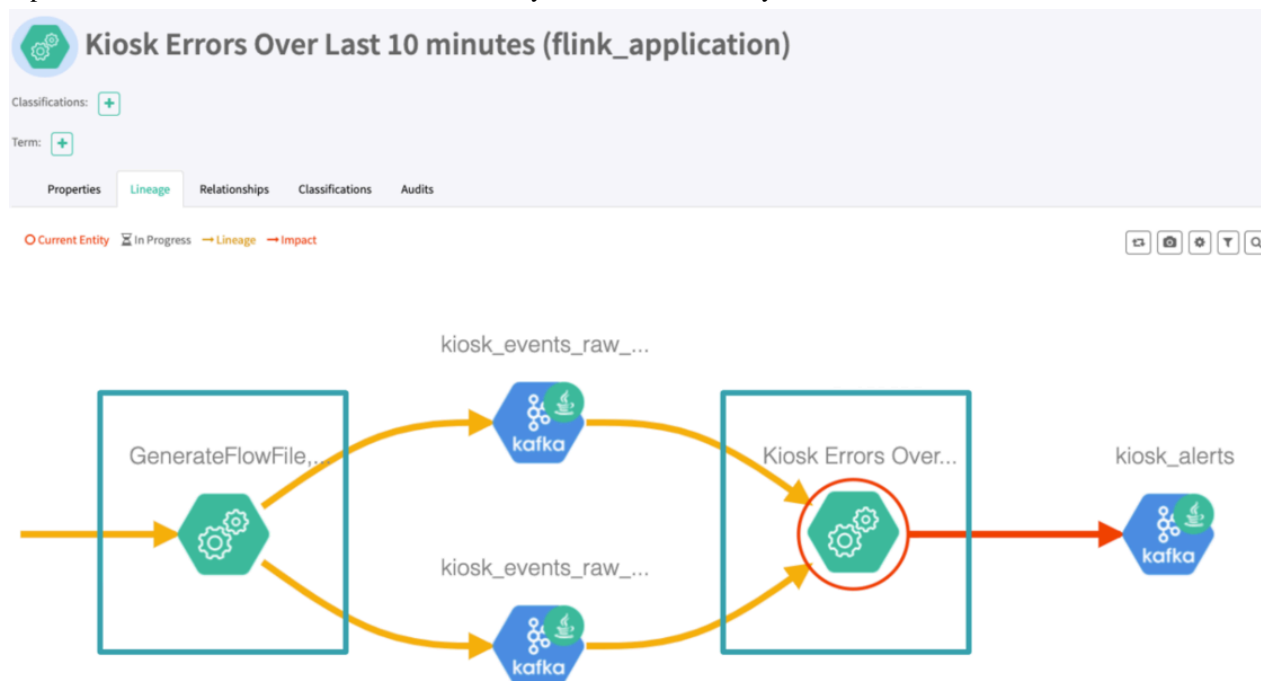 Kiosk Errors Over Last 10 minutes (flink_application)
Classifications:
Term:
Properties Lineage Relationships Classifications Audits
Current Entity In Progress Lineage Impact
kiosk_events_raw_...
kafka
GenerateFlowFile,...
Kiosk Errors Over...
kiosk_alerts
kafka
kiosk_events_raw_...
kafka